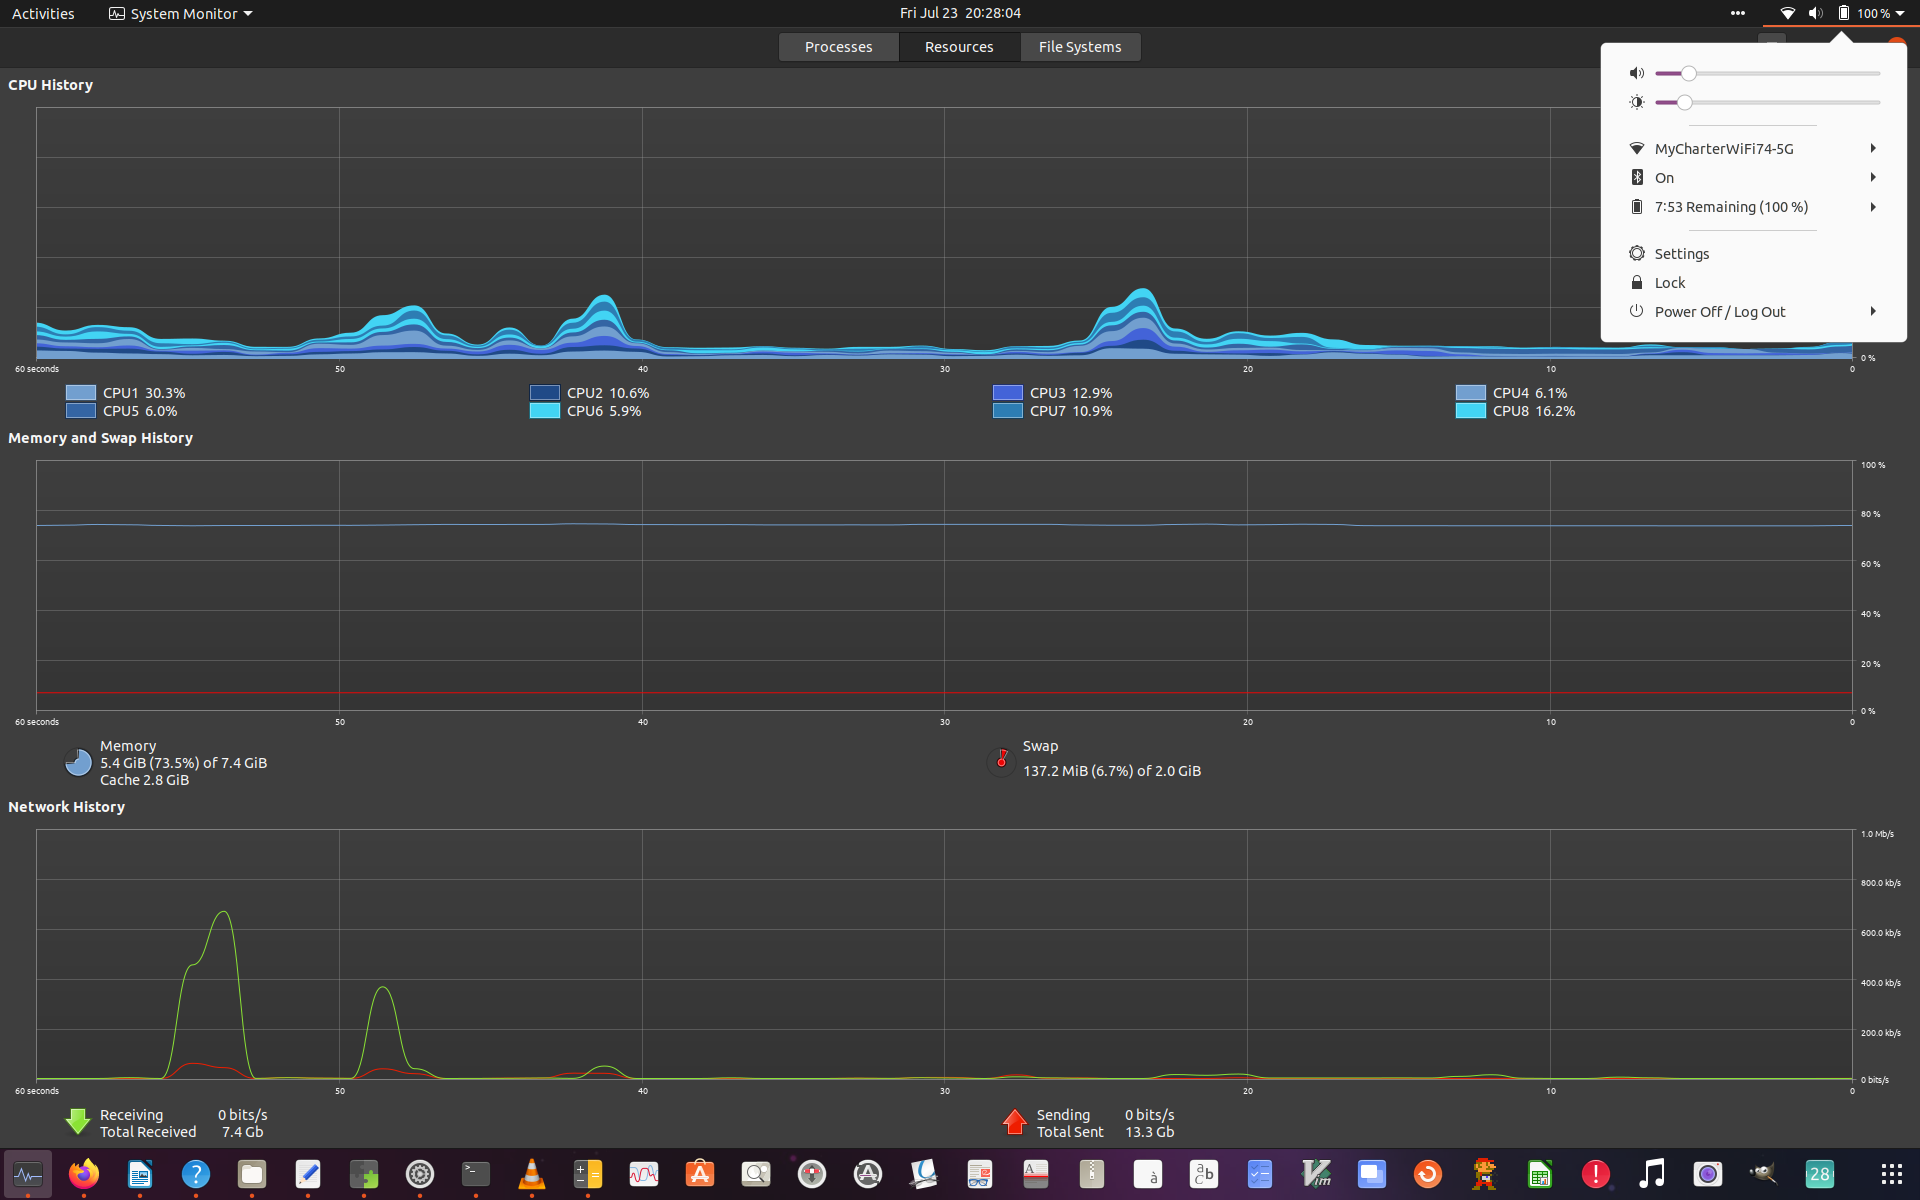 Activities
System Monitor
Fri Jul 23 20:28:04
100 %
Processes
Resources
File Systems
MyCharterWiFi74-5G
On
7:53 Remaining (100 %)
Settings
Lock
Power Off / Log Out
CPU History
0 %
60 seconds 50 40 30 20 10 0
CPU1 30.3% CPU2 10.6% CPU3 12.9% CPU4 6.1%
CPU5 6.0% CPU6 5.9% CPU7 10.9% CPU8 16.2%
Memory and Swap History
100 %
80 %
60 %
40 %
20 %
0 %
60 seconds 50 40 30 20 10 0
Memory
5.4 GiB (73.5%) of 7.4 GiB
Cache 2.8 GiB
Swap
137.2 MiB (6.7%) of 2.0 GiB
Network History
1.0 Mb/s
800.0 kb/s
600.0 kb/s
400.0 kb/s
200.0 kb/s
0 bits/s
60 seconds 50 40 30 20 10 0
Receiving 0 bits/s
Total Received 7.4 Gb
Sending 0 bits/s
Total Sent 13.3 Gb
28